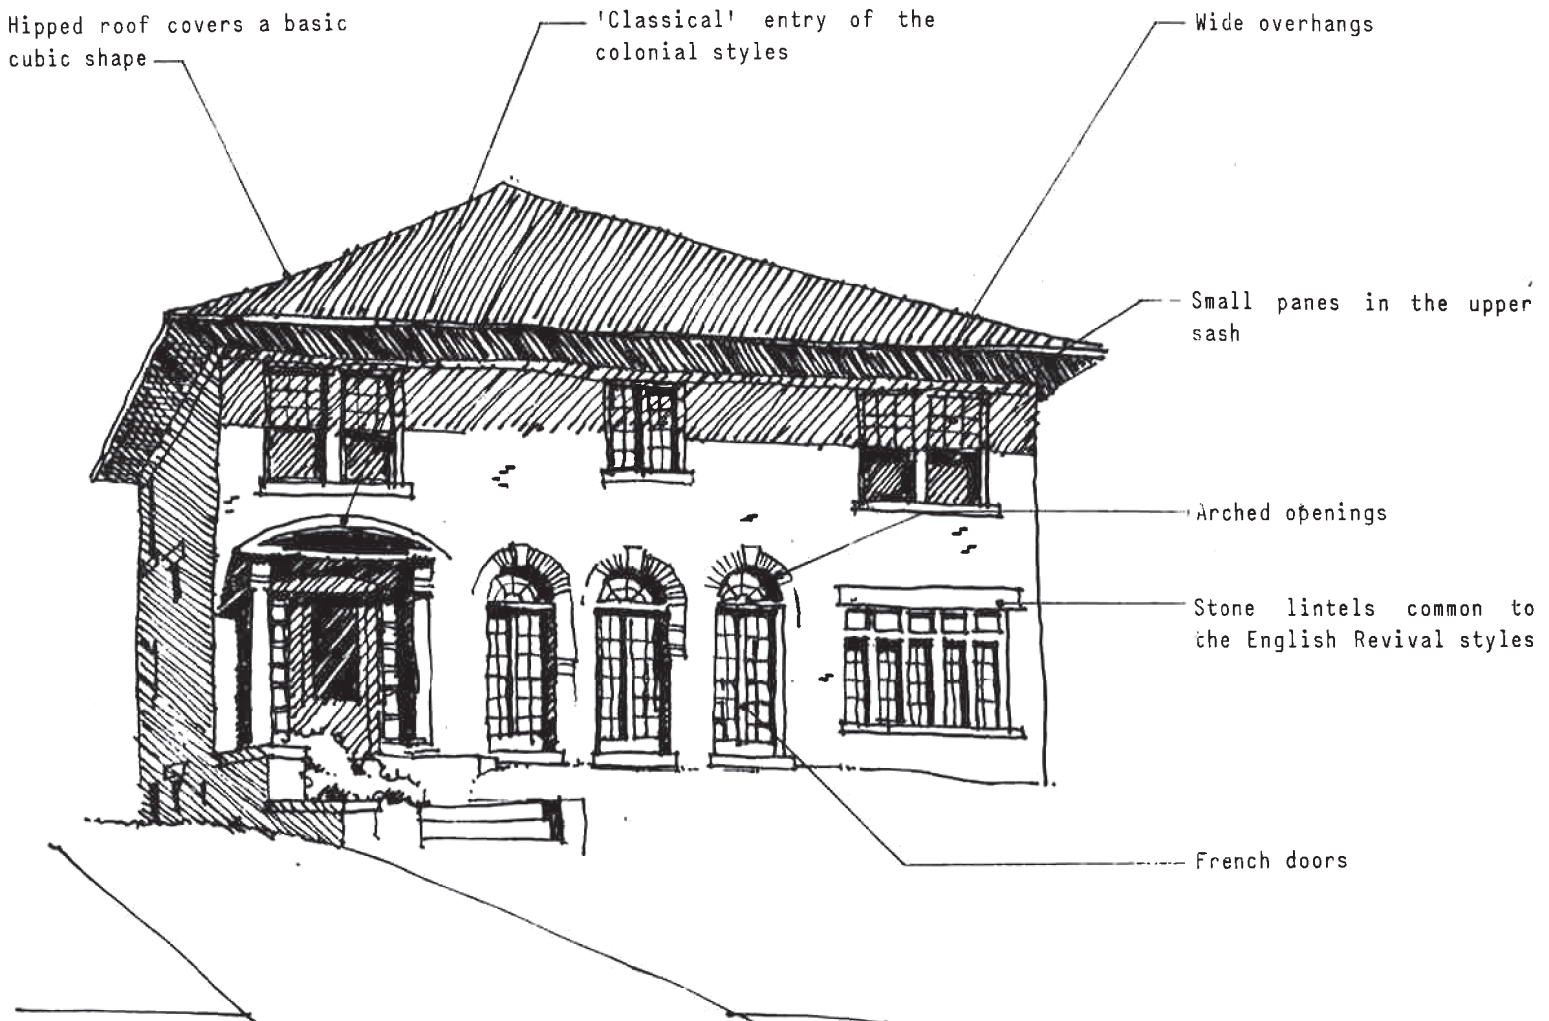 Hipped roof covers a basic
cubic shape
'Classical' entry of the
colonial styles
Wide overhangs
Small panes in the upper
sash
Arched openings
Stone lintels common to
the English Revival styles
French doors